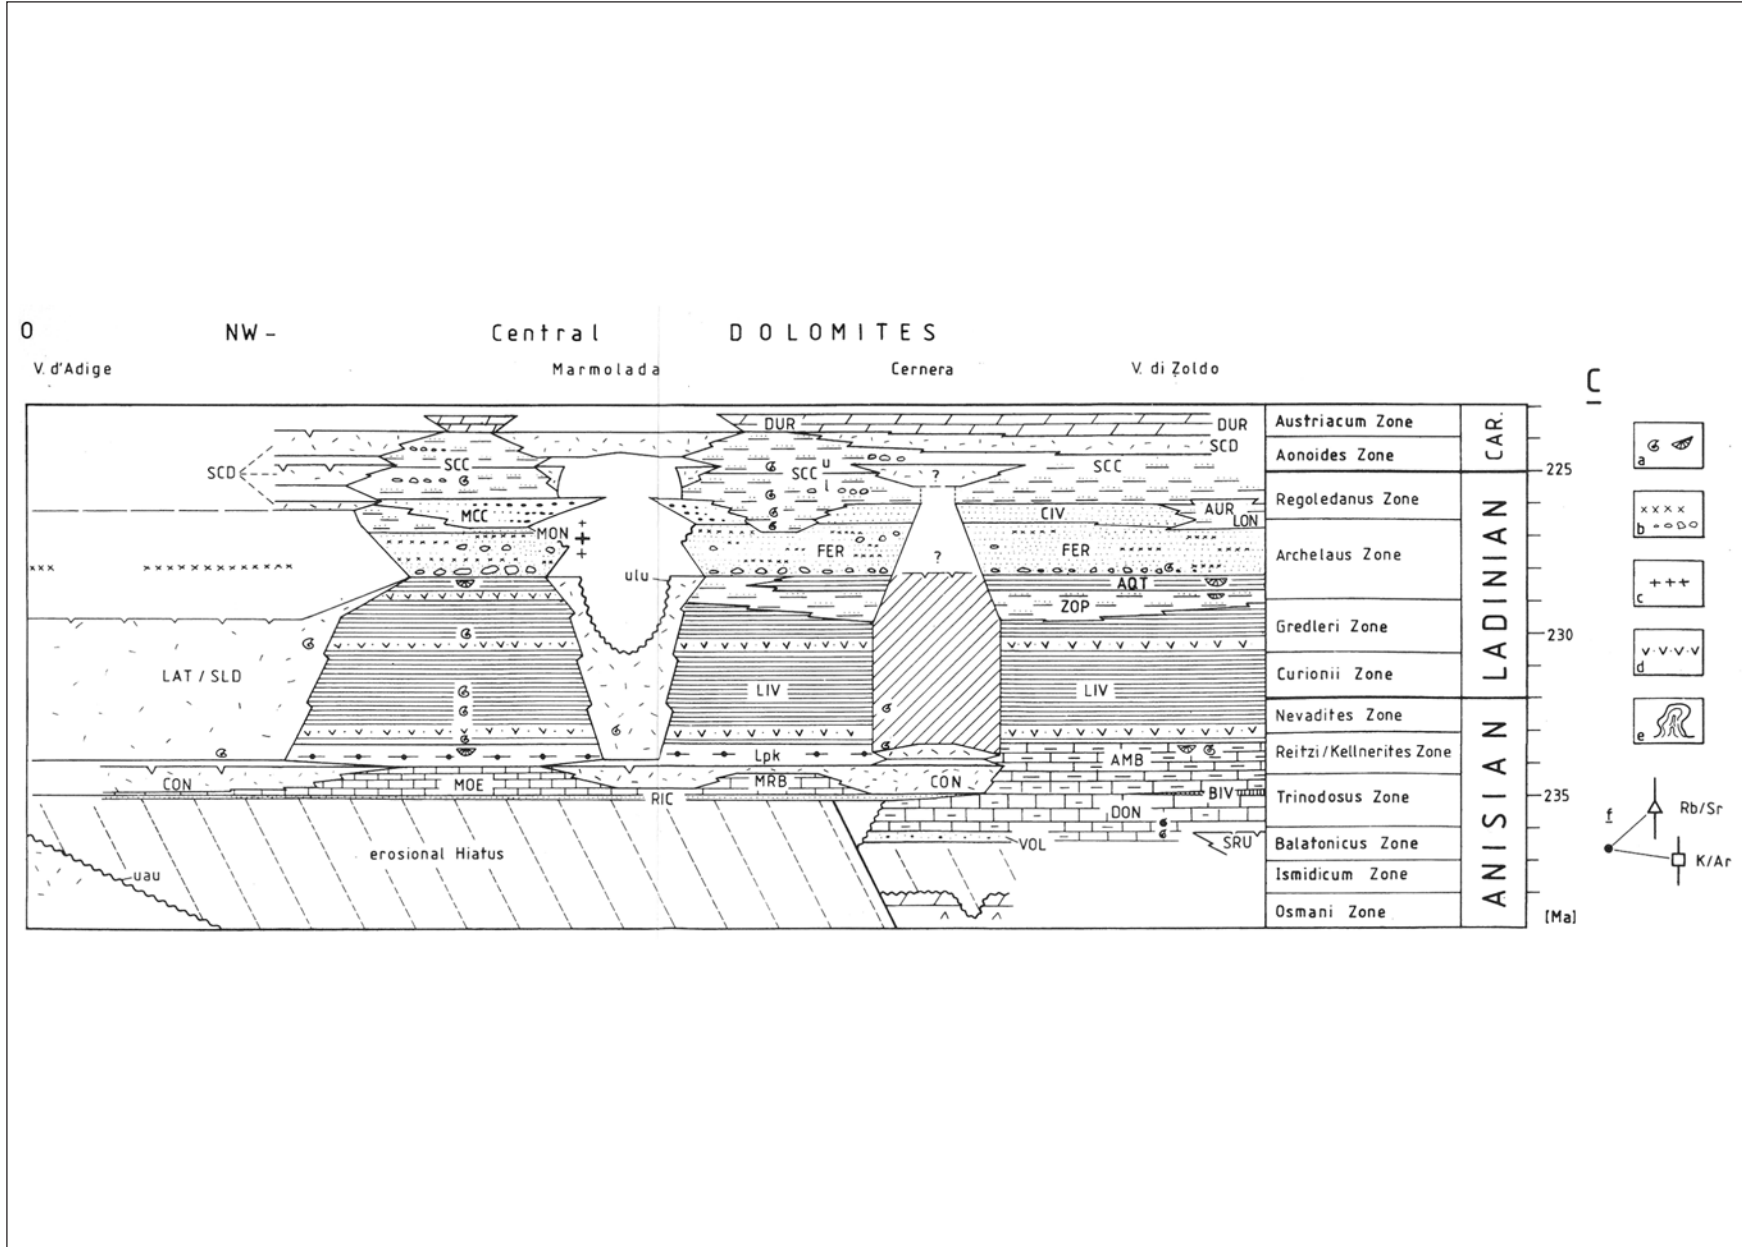 O NW- Central DOLOMITES
V. d'Adige Marmolada Cernera V. di Zoldo
C
DUR DUR Austriacum Zone CAR.
SCD
SCD SCC SCC u l ? SCC Aonoides Zone
225
Regoledanus Zone
MCC CIV AUR
MON LON
FER ? FER Archelaus Zone
ulu AQT
ZOP
Gredleri Zone 230
LADINIAN
LAT / SLD LIV LIV Curionii Zone
Nevadites Zone
Lpk AMB Reitzi/Kellnerites Zone
CON MOE MRB CON BIV
RIC DON Trinodosus Zone 235
VOL SRU Balatonicus Zone
erosional Hiatus
uau Ismidicum Zone
Osmani Zone [Ma]
ANISIAN
a
b
c
d
e
f Rb/Sr
K/Ar